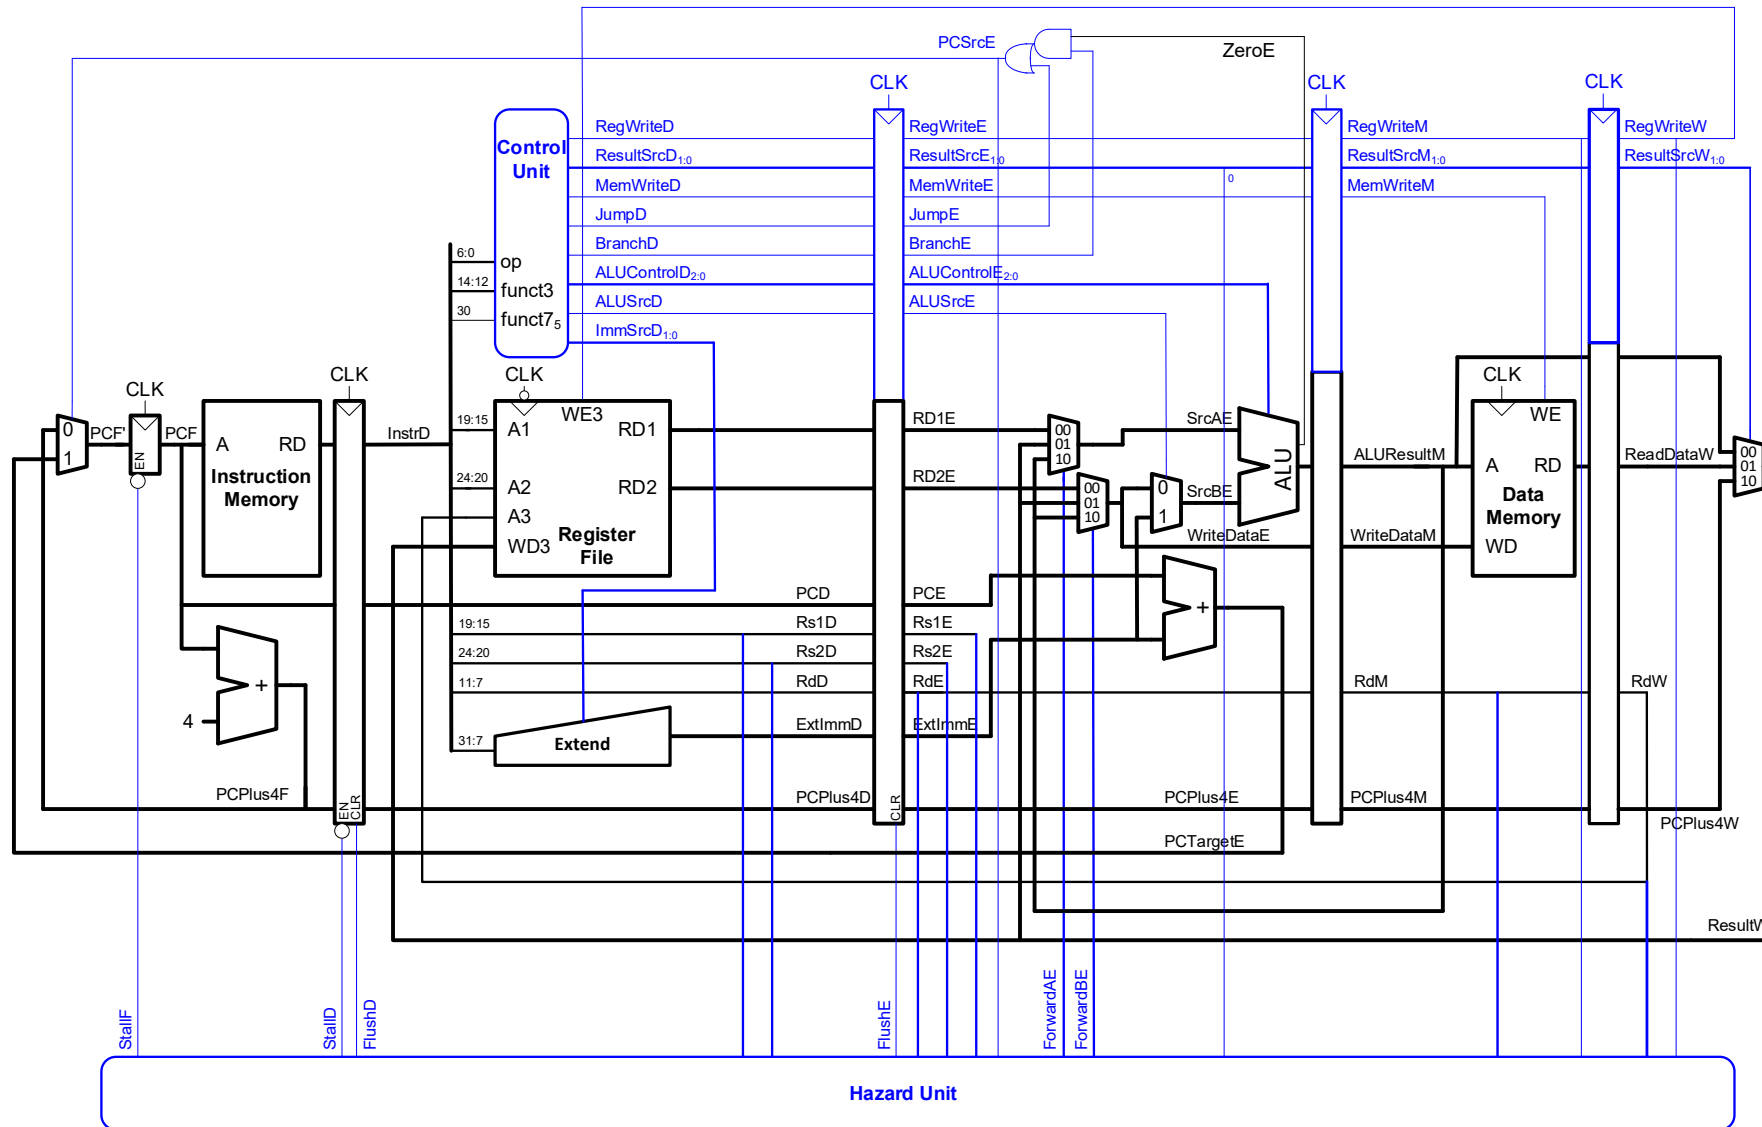 PCSrcE
ZeroE
CLK
CLK
CLK
Control
Unit
RegWriteD
RegWriteE
RegWriteM
RegWriteW
ResultSrcD1:0
ResultSrcE1:0
0
ResultSrcM1:0
ResultSrcW1:0
MemWriteD
MemWriteE
MemWriteM
JumpD
JumpE
BranchD
BranchE
6:0
op
ALUControlD2:0
ALUControlE2:0
14:12
funct3
ALUSrcD
ALUSrcE
30
funct75
ImmSrcD1:0
CLK
CLK
CLK
CLK
0
1
PCF'
EN
PCF
A
RD
Instruction
Memory
InstrD
19:15
A1
WE3
RD1
24:20
A2
RD2
A3
WD3
Register
File
RD1E
00
01
10
SrcAE
RD2E
00
01
10
0
1
SrcBE
ALU
ALUResultM
A
RD
WE
Data
Memory
WD
ReadDataW
00
01
10
WriteDataE
WriteDataM
PCD
PCE
+
19:15
Rs1D
Rs1E
24:20
Rs2D
Rs2E
11:7
RdD
RdE
RdM
RdW
+
4
31:7
Extend
ExtImmD
ExtImmE
PCPlus4F
EN
CLR
PCPlus4D
CLR
PCPlus4E
PCPlus4M
PCPlus4W
PCTargetE
ResultW
StallF
StallD
FlushD
FlushE
ForwardAE
ForwardBE
Hazard Unit